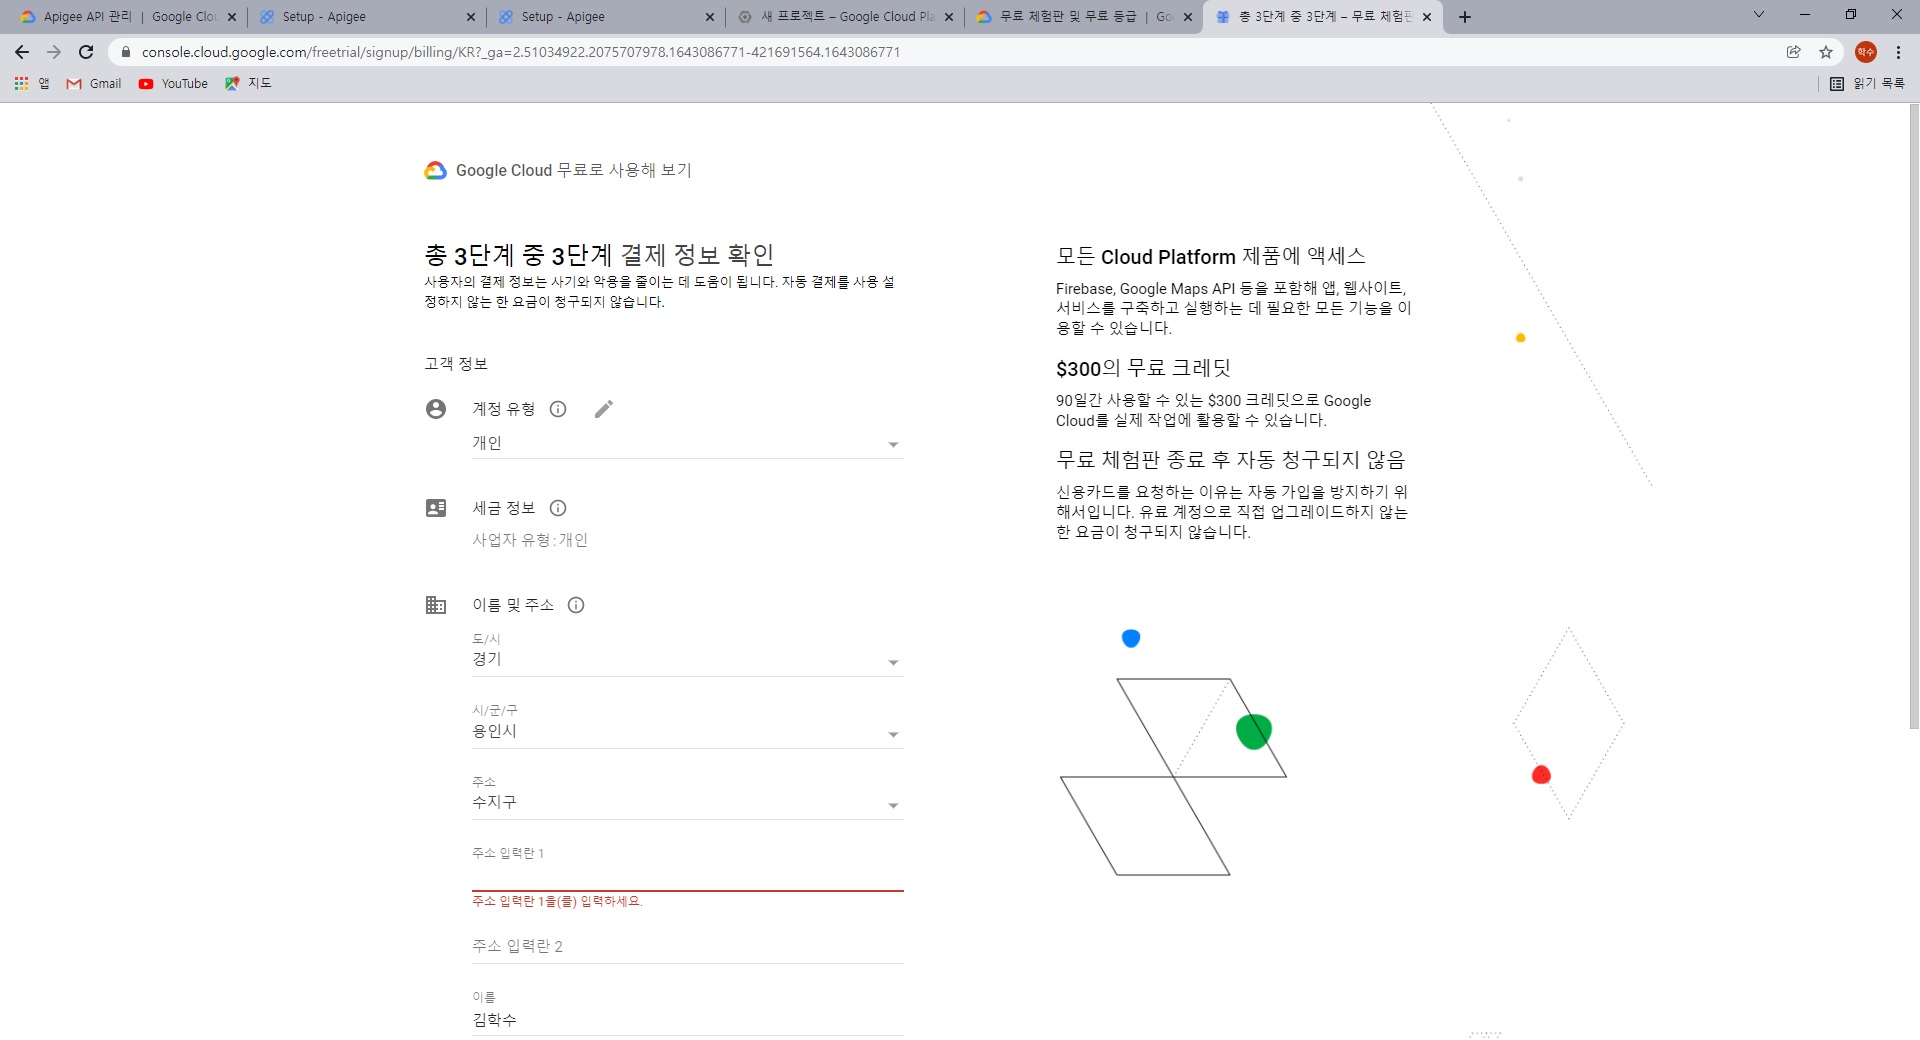 Apigee API 관리 | Google Clou
Setup - Apigee
Setup - Apigee
새 프로젝트 – Google Cloud Pla
무료 체험판 및 무료 등급 | Go
총 3단계 중 3단계 – 무료 체험판
console.cloud.google.com/freetrial/signup/billing/KR?_ga=2.51034922.2075707978.1643086771-421691564.1643086771
학수
앱
Gmail
YouTube
지도
읽기 목록
Google Cloud 무료로 사용해 보기
총 3단계 중 3단계 결제 정보 확인
사용자의 결제 정보는 사기와 악용을 줄이는 데 도움이 됩니다. 자동 결제를 사용 설
정하지 않는 한 요금이 청구되지 않습니다.
고객 정보
계정 유형
개인
세금 정보
사업자 유형:개인
이름 및 주소
도/시
경기
시/군/구
용인시
주소
수지구
주소 입력란 1
주소 입력란 1을(를) 입력하세요.
주소 입력란 2
이름
김학수
모든 Cloud Platform 제품에 액세스
Firebase, Google Maps API 등을 포함해 앱, 웹사이트,
서비스를 구축하고 실행하는 데 필요한 모든 기능을 이
용할 수 있습니다.
$300의 무료 크레딧
90일간 사용할 수 있는 $300 크레딧으로 Google
Cloud를 실제 작업에 활용할 수 있습니다.
무료 체험판 종료 후 자동 청구되지 않음
신용카드를 요청하는 이유는 자동 가입을 방지하기 위
해서입니다. 유료 계정으로 직접 업그레이드하지 않는
한 요금이 청구되지 않습니다.